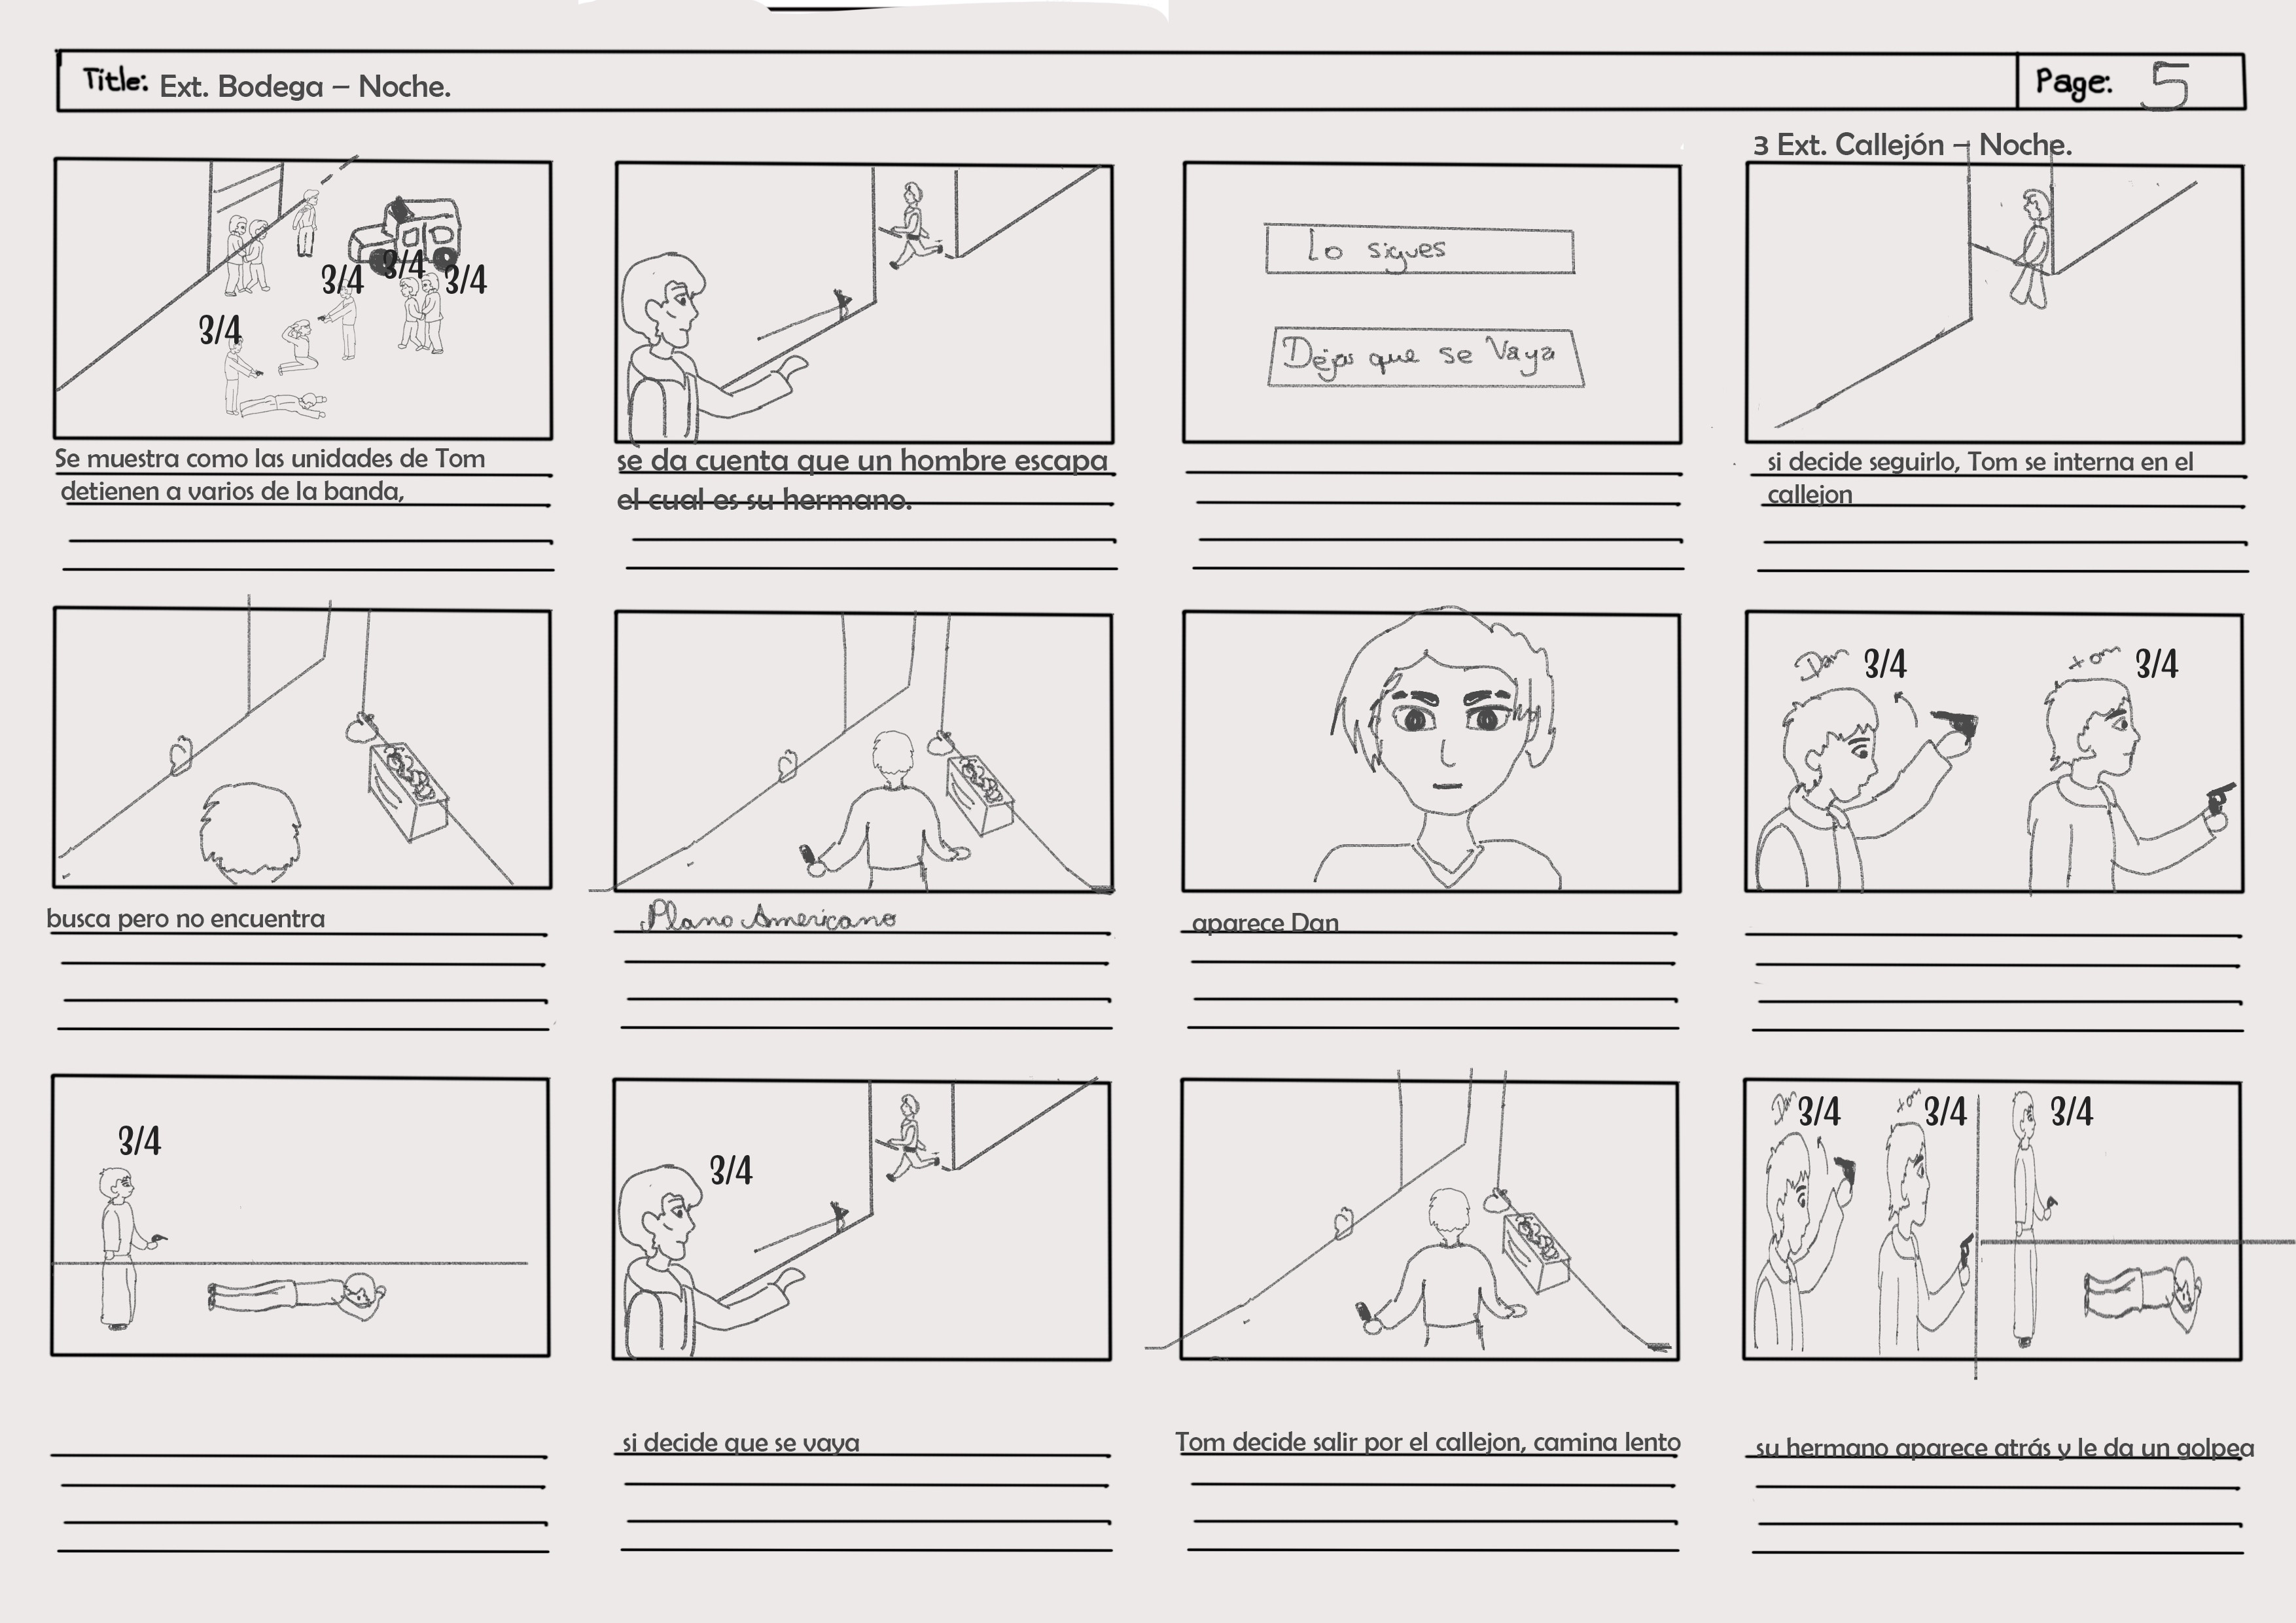 Title: Ext. Bodega – Noche.
Page: 5
3 Ext. Callejón – Noche.
3/4 3/4 3/4
3/4
Lo sigues
Dejas que se Vaya
Se muestra como las unidades de Tom
detienen a varios de la banda,
se da cuenta que un hombre escapa
el cual es su hermano.
si decide seguirlo, Tom se interna en el
callejon
Dan 3/4
tom 3/4
busca pero no encuentra
Plano Americano
aparece Dan
3/4
3/4
Dan 3/4
tom 3/4
3/4
si decide que se vaya
Tom decide salir por el callejon, camina lento
su hermano aparece atrás y le da un golpea